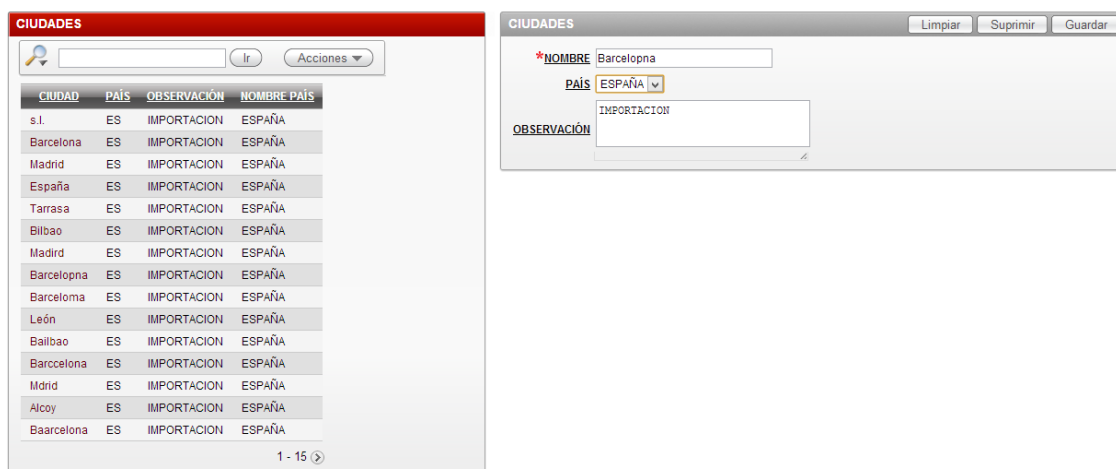 CIUDADES
Ir Acciones
CIUDAD PAÍS OBSERVACIÓN NOMBRE PAÍS
s.l. ES IMPORTACION ESPAÑA
Barcelona ES IMPORTACION ESPAÑA
Madrid ES IMPORTACION ESPAÑA
España ES IMPORTACION ESPAÑA
Tarrasa ES IMPORTACION ESPAÑA
Bilbao ES IMPORTACION ESPAÑA
Madird ES IMPORTACION ESPAÑA
Barcelopna ES IMPORTACION ESPAÑA
Barceloma ES IMPORTACION ESPAÑA
León ES IMPORTACION ESPAÑA
Bailbao ES IMPORTACION ESPAÑA
Barccelona ES IMPORTACION ESPAÑA
Mdrid ES IMPORTACION ESPAÑA
Alcoy ES IMPORTACION ESPAÑA
Baarcelona ES IMPORTACION ESPAÑA
1 - 15
CIUDADES Limpiar Suprimir Guardar
*NOMBRE Barcelopna
PAÍS ESPAÑA
IMPORTACION
OBSERVACIÓN